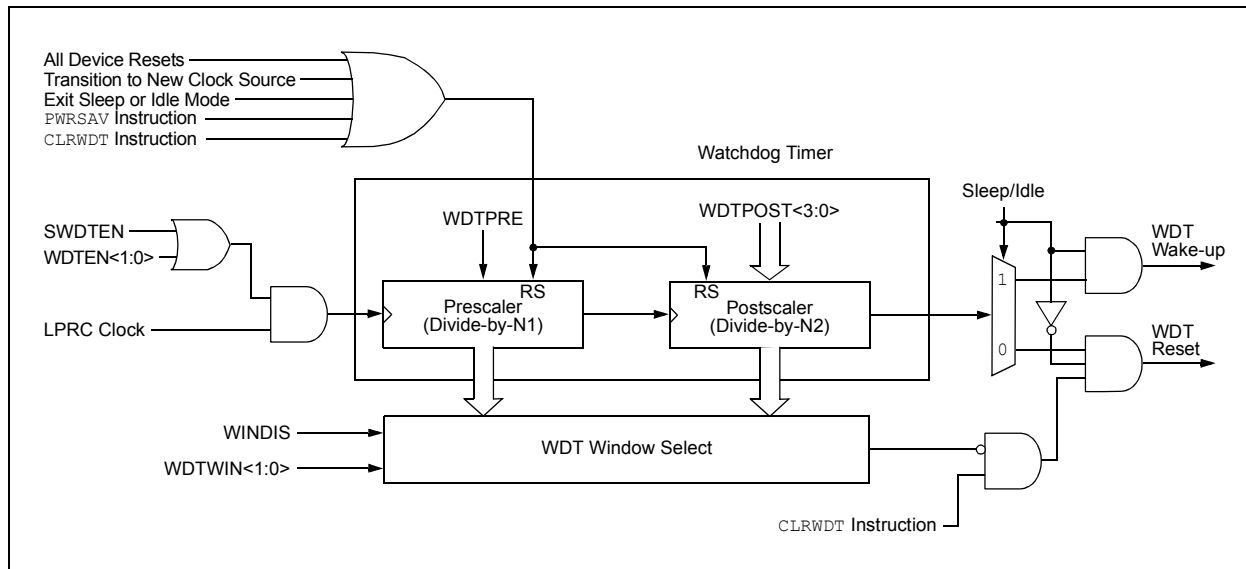 All Device Resets
Transition to New Clock Source
Exit Sleep or Idle Mode
PWRSAV Instruction
CLRWDT Instruction
Watchdog Timer
Sleep/Idle
SWDTEN
WDTEN<1:0>
LPRC Clock
WDTPRE
WDTPOST<3:0>
RS
Prescaler
(Divide-by-N1)
RS
Postscaler
(Divide-by-N2)
1
0
WDT
Wake-up
WDT
Reset
WINDIS
WDTWIN<1:0>
WDT Window Select
CLRWDT Instruction